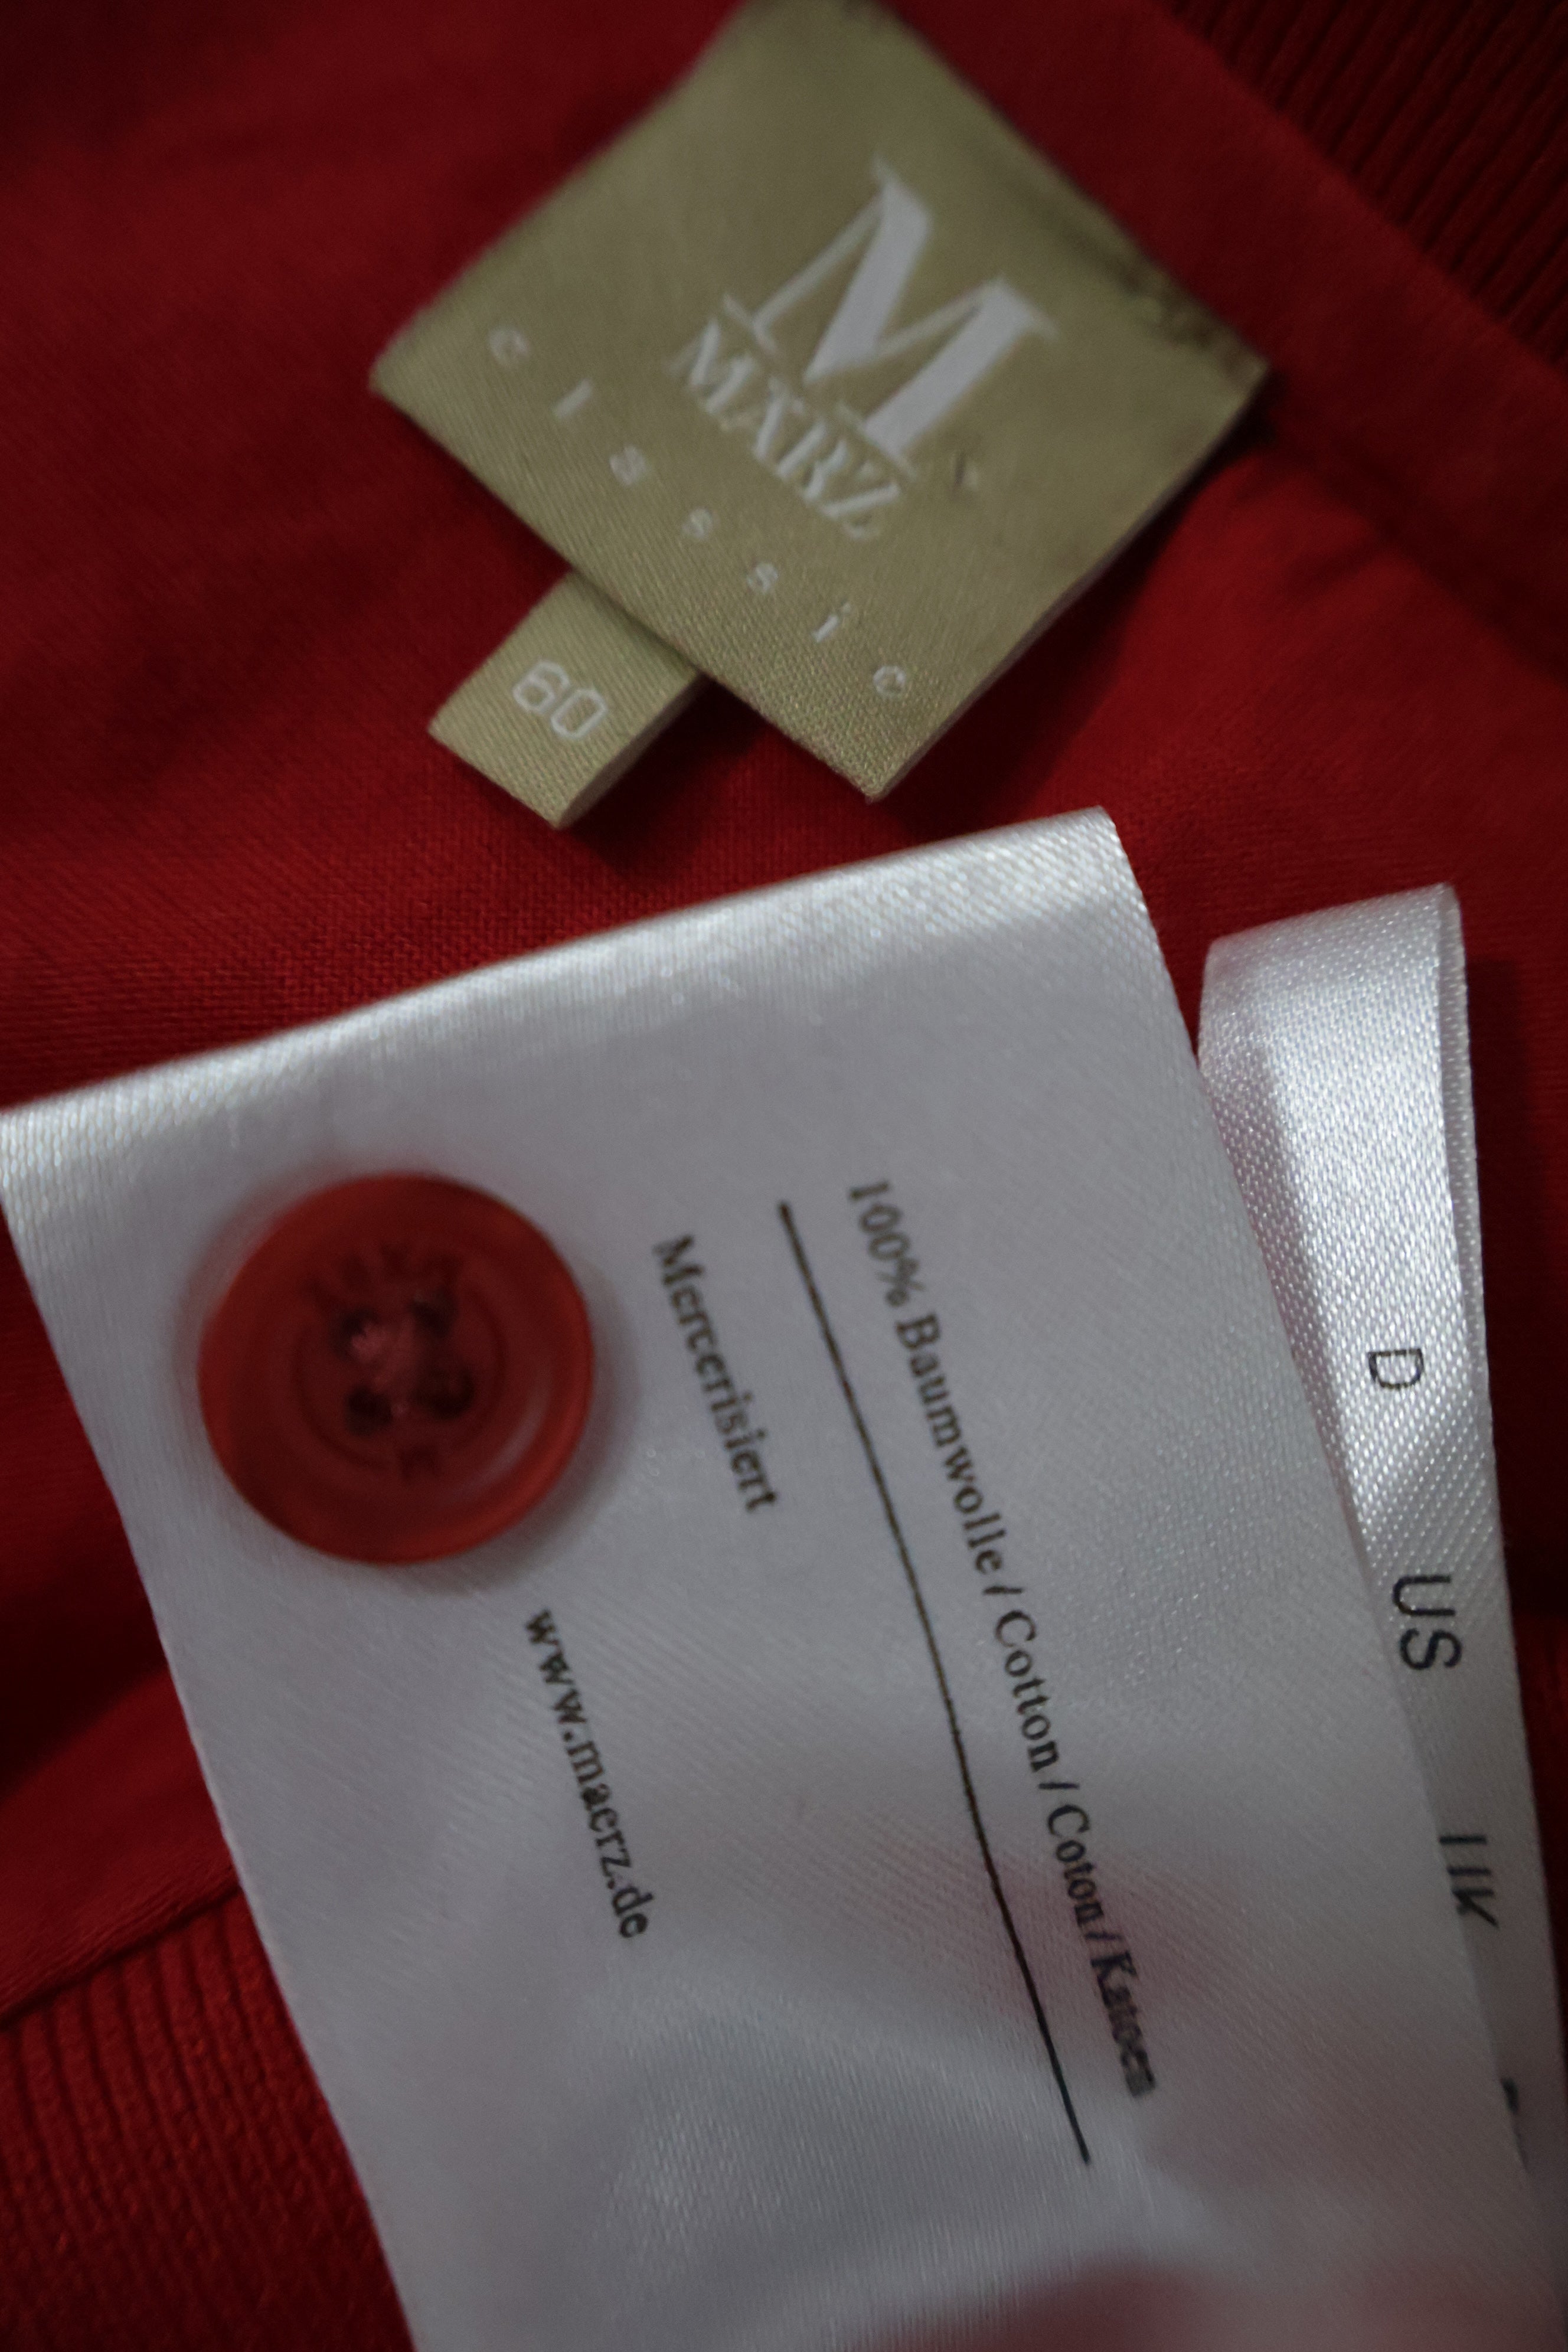 M
MÄRZ
classic
60
100% Baumwolle / Cotton / Coton / Katoen
Mercerisiert
www.maerz.de
D US UK